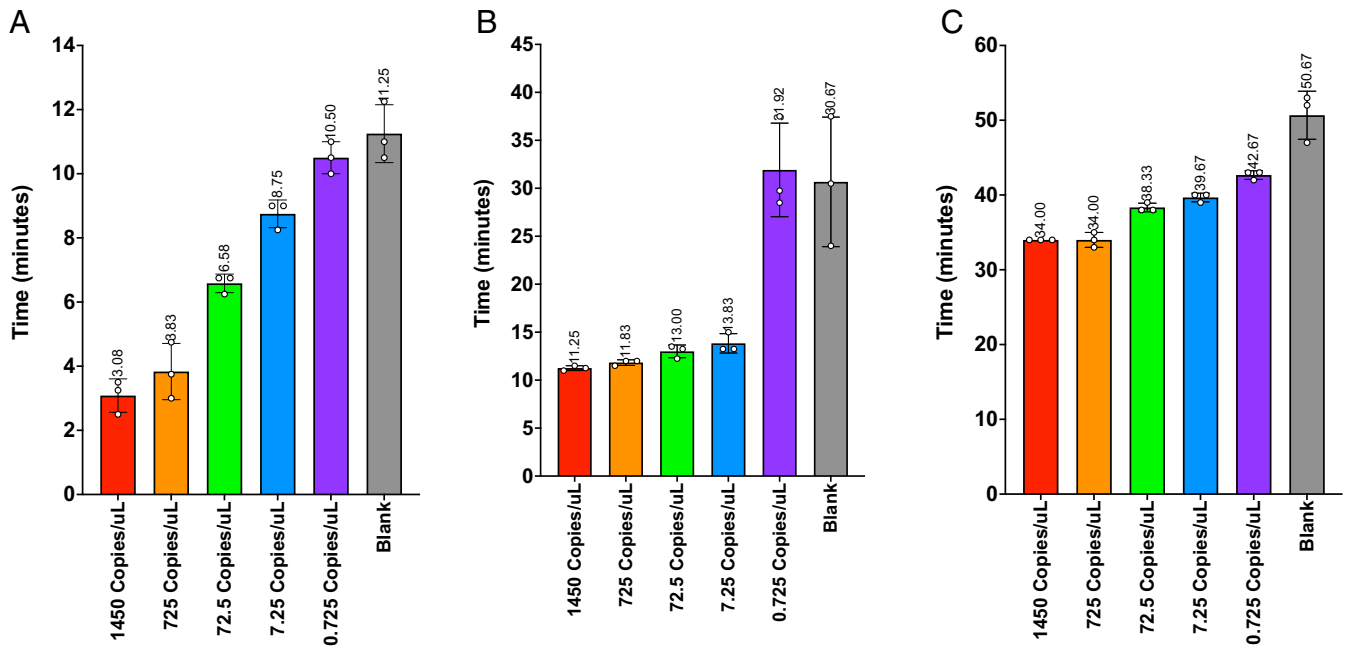 A
Time (minutes)
14
12
10
8
6
4
2
0
3.08
3.83
6.58
8.75
10.50
11.25
1450 Copies/uL
725 Copies/uL
72.5 Copies/uL
7.25 Copies/uL
0.725 Copies/uL
Blank
B
Time (minutes)
45
40
35
30
25
20
15
10
5
0
11.25
11.83
13.00
13.83
31.92
30.67
1450 Copies/uL
725 Copies/uL
72.5 Copies/uL
7.25 Copies/uL
0.725 Copies/uL
Blank
C
Time (minutes)
60
50
40
30
20
10
0
34.00
34.00
38.33
39.67
42.67
50.67
1450 Copies/uL
725 Copies/uL
72.5 Copies/uL
7.25 Copies/uL
0.725 Copies/uL
Blank